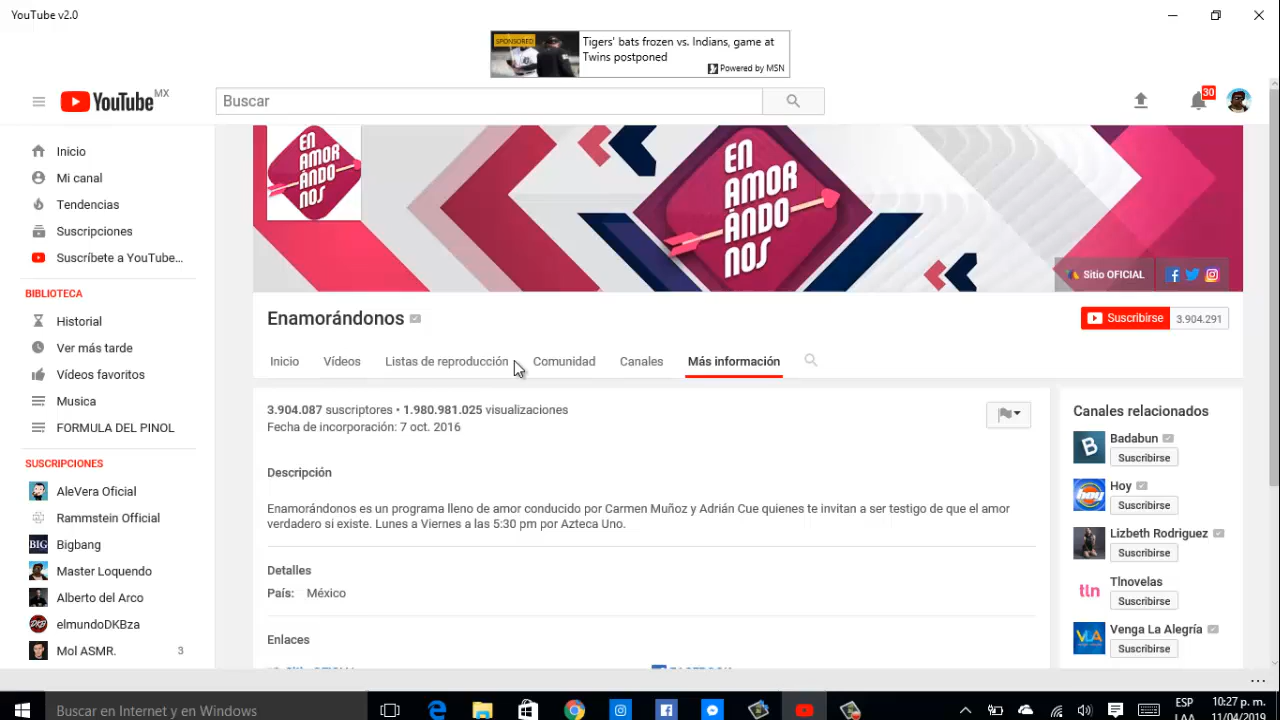 YouTube v2.0
SPONSORED
Tigers' bats frozen vs. Indians, game at
Twins postponed
Powered by MSN
YouTube MX
Buscar
30
Inicio
Mi canal
Tendencias
Suscripciones
Suscríbete a YouTube...
BIBLIOTECA
Historial
Ver más tarde
Vídeos favoritos
Musica
FORMULA DEL PINOL
SUSCRIPCIONES
AleVera Oficial
Rammstein Official
BIG
Bigbang
Master Loquendo
Alberto del Arco
DKB
elmundoDKBza
Mol ASMR.
3
EN
AMOR
ÁNDO
NOS
EN
AMOR
ÁNDO
NOS
Sítio OFICIAL
Enamorándonos
Suscribirse
3.904.291
Inicio
Vídeos
Listas de reproducción
Comunidad
Canales
Más información
3.904.087 suscriptores • 1.980.981.025 visualizaciones
Fecha de incorporación: 7 oct. 2016
Descripción
Enamorándonos es un programa lleno de amor conducido por Carmen Muñoz y Adrián Cue quienes te invitan a ser testigo de que el amor
verdadero si existe. Lunes a Viernes a las 5:30 pm por Azteca Uno.
Detalles
País: México
Enlaces
Canales relacionados
B
Badabun
Suscribirse
hoy
Hoy
Suscribirse
Lizbeth Rodriguez
Suscribirse
tln
Tlnovelas
Suscribirse
VLA
Venga La Alegría
Suscribirse
Buscar en Internet y en Windows
ESP
LAA
10:27 p. m.
11/04/2019